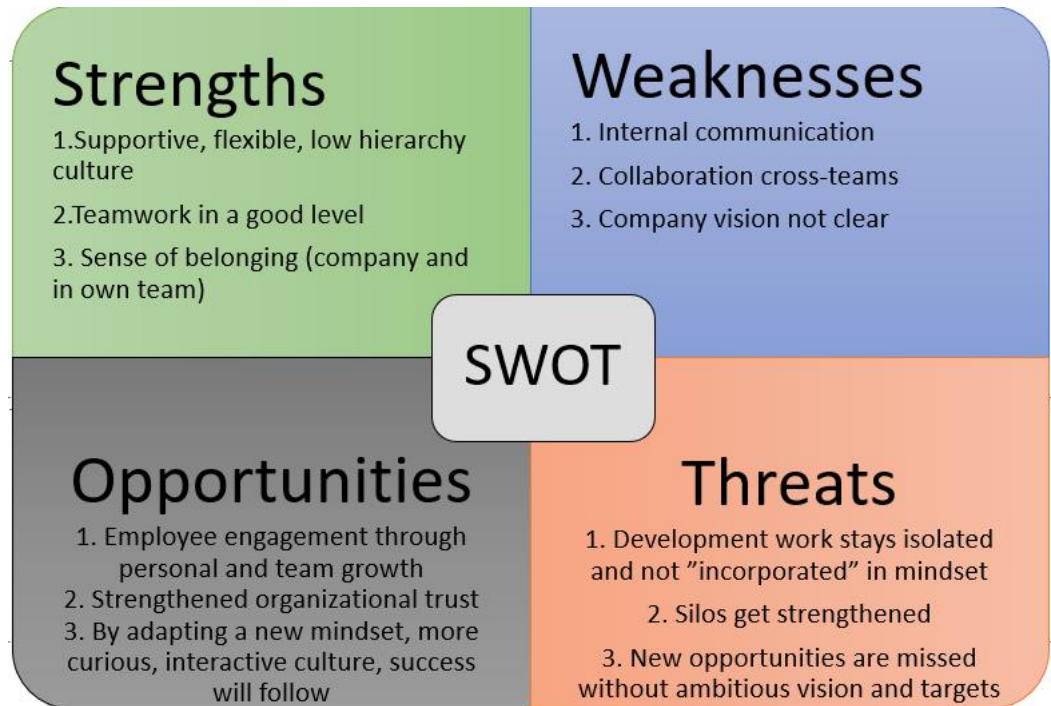 Strengths
1.Supportive, flexible, low hierarchy
culture
2.Teamwork in a good level
3. Sense of belonging (company and
in own team)
Weaknesses
1. Internal communication
2. Collaboration cross-teams
3. Company vision not clear
SWOT
Opportunities
1. Employee engagement through
personal and team growth
2. Strengthened organizational trust
3. By adapting a new mindset, more
curious, interactive culture, success
will follow
Threats
1. Development work stays isolated
and not ”incorporated” in mindset
2. Silos get strengthened
3. New opportunities are missed
without ambitious vision and targets